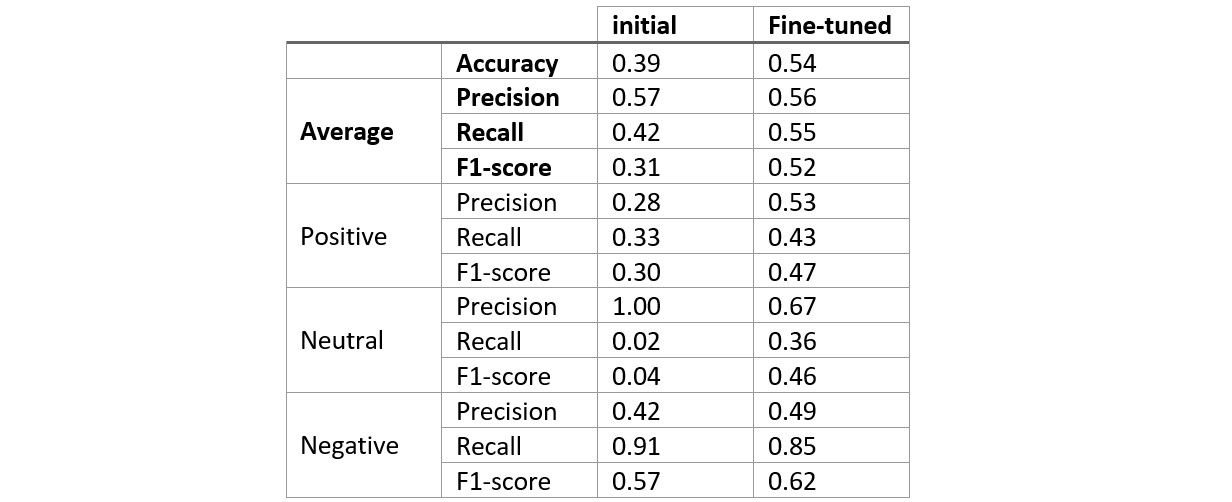 initial Fine-tuned
Accuracy 0.39 0.54
Average Precision 0.57 0.56
Recall 0.42 0.55
F1-score 0.31 0.52
Positive Precision 0.28 0.53
Recall 0.33 0.43
F1-score 0.30 0.47
Neutral Precision 1.00 0.67
Recall 0.02 0.36
F1-score 0.04 0.46
Negative Precision 0.42 0.49
Recall 0.91 0.85
F1-score 0.57 0.62